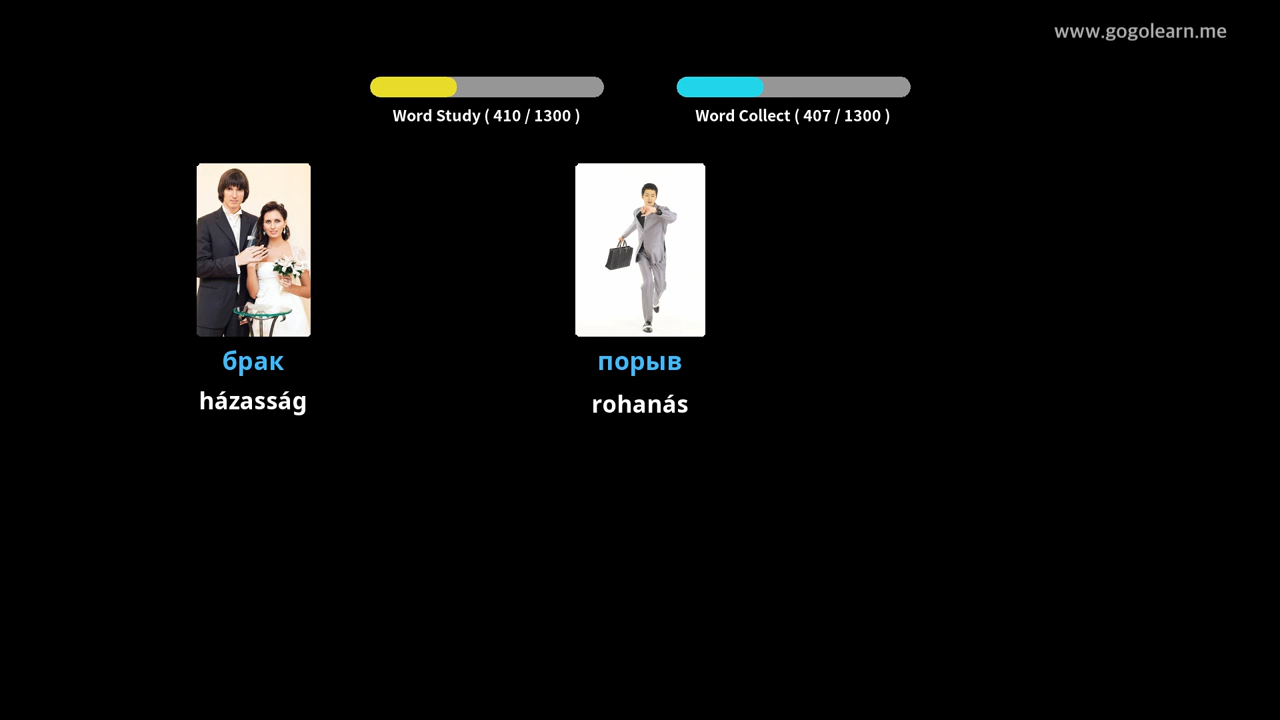 www.gogolearn.me
Word Study ( 410 / 1300 )
Word Collect ( 407 / 1300 )
брак
házasság
порыв
rohanás